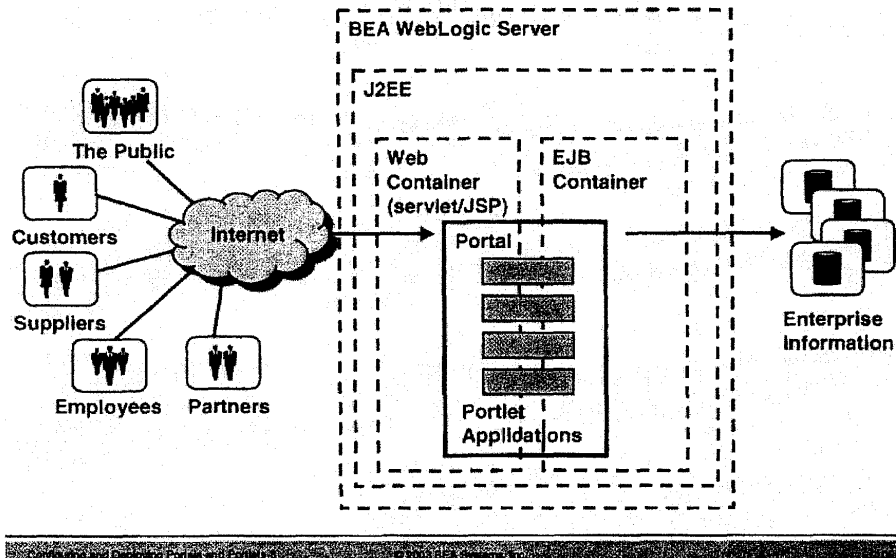 BEA WebLogic Server
J2EE
Web
Container
(servlet/JSP)
EJB
Container
The Public
Customers
Internet
Suppliers
Employees
Partners
Portal
Portlet
Applications
Enterprise
Information